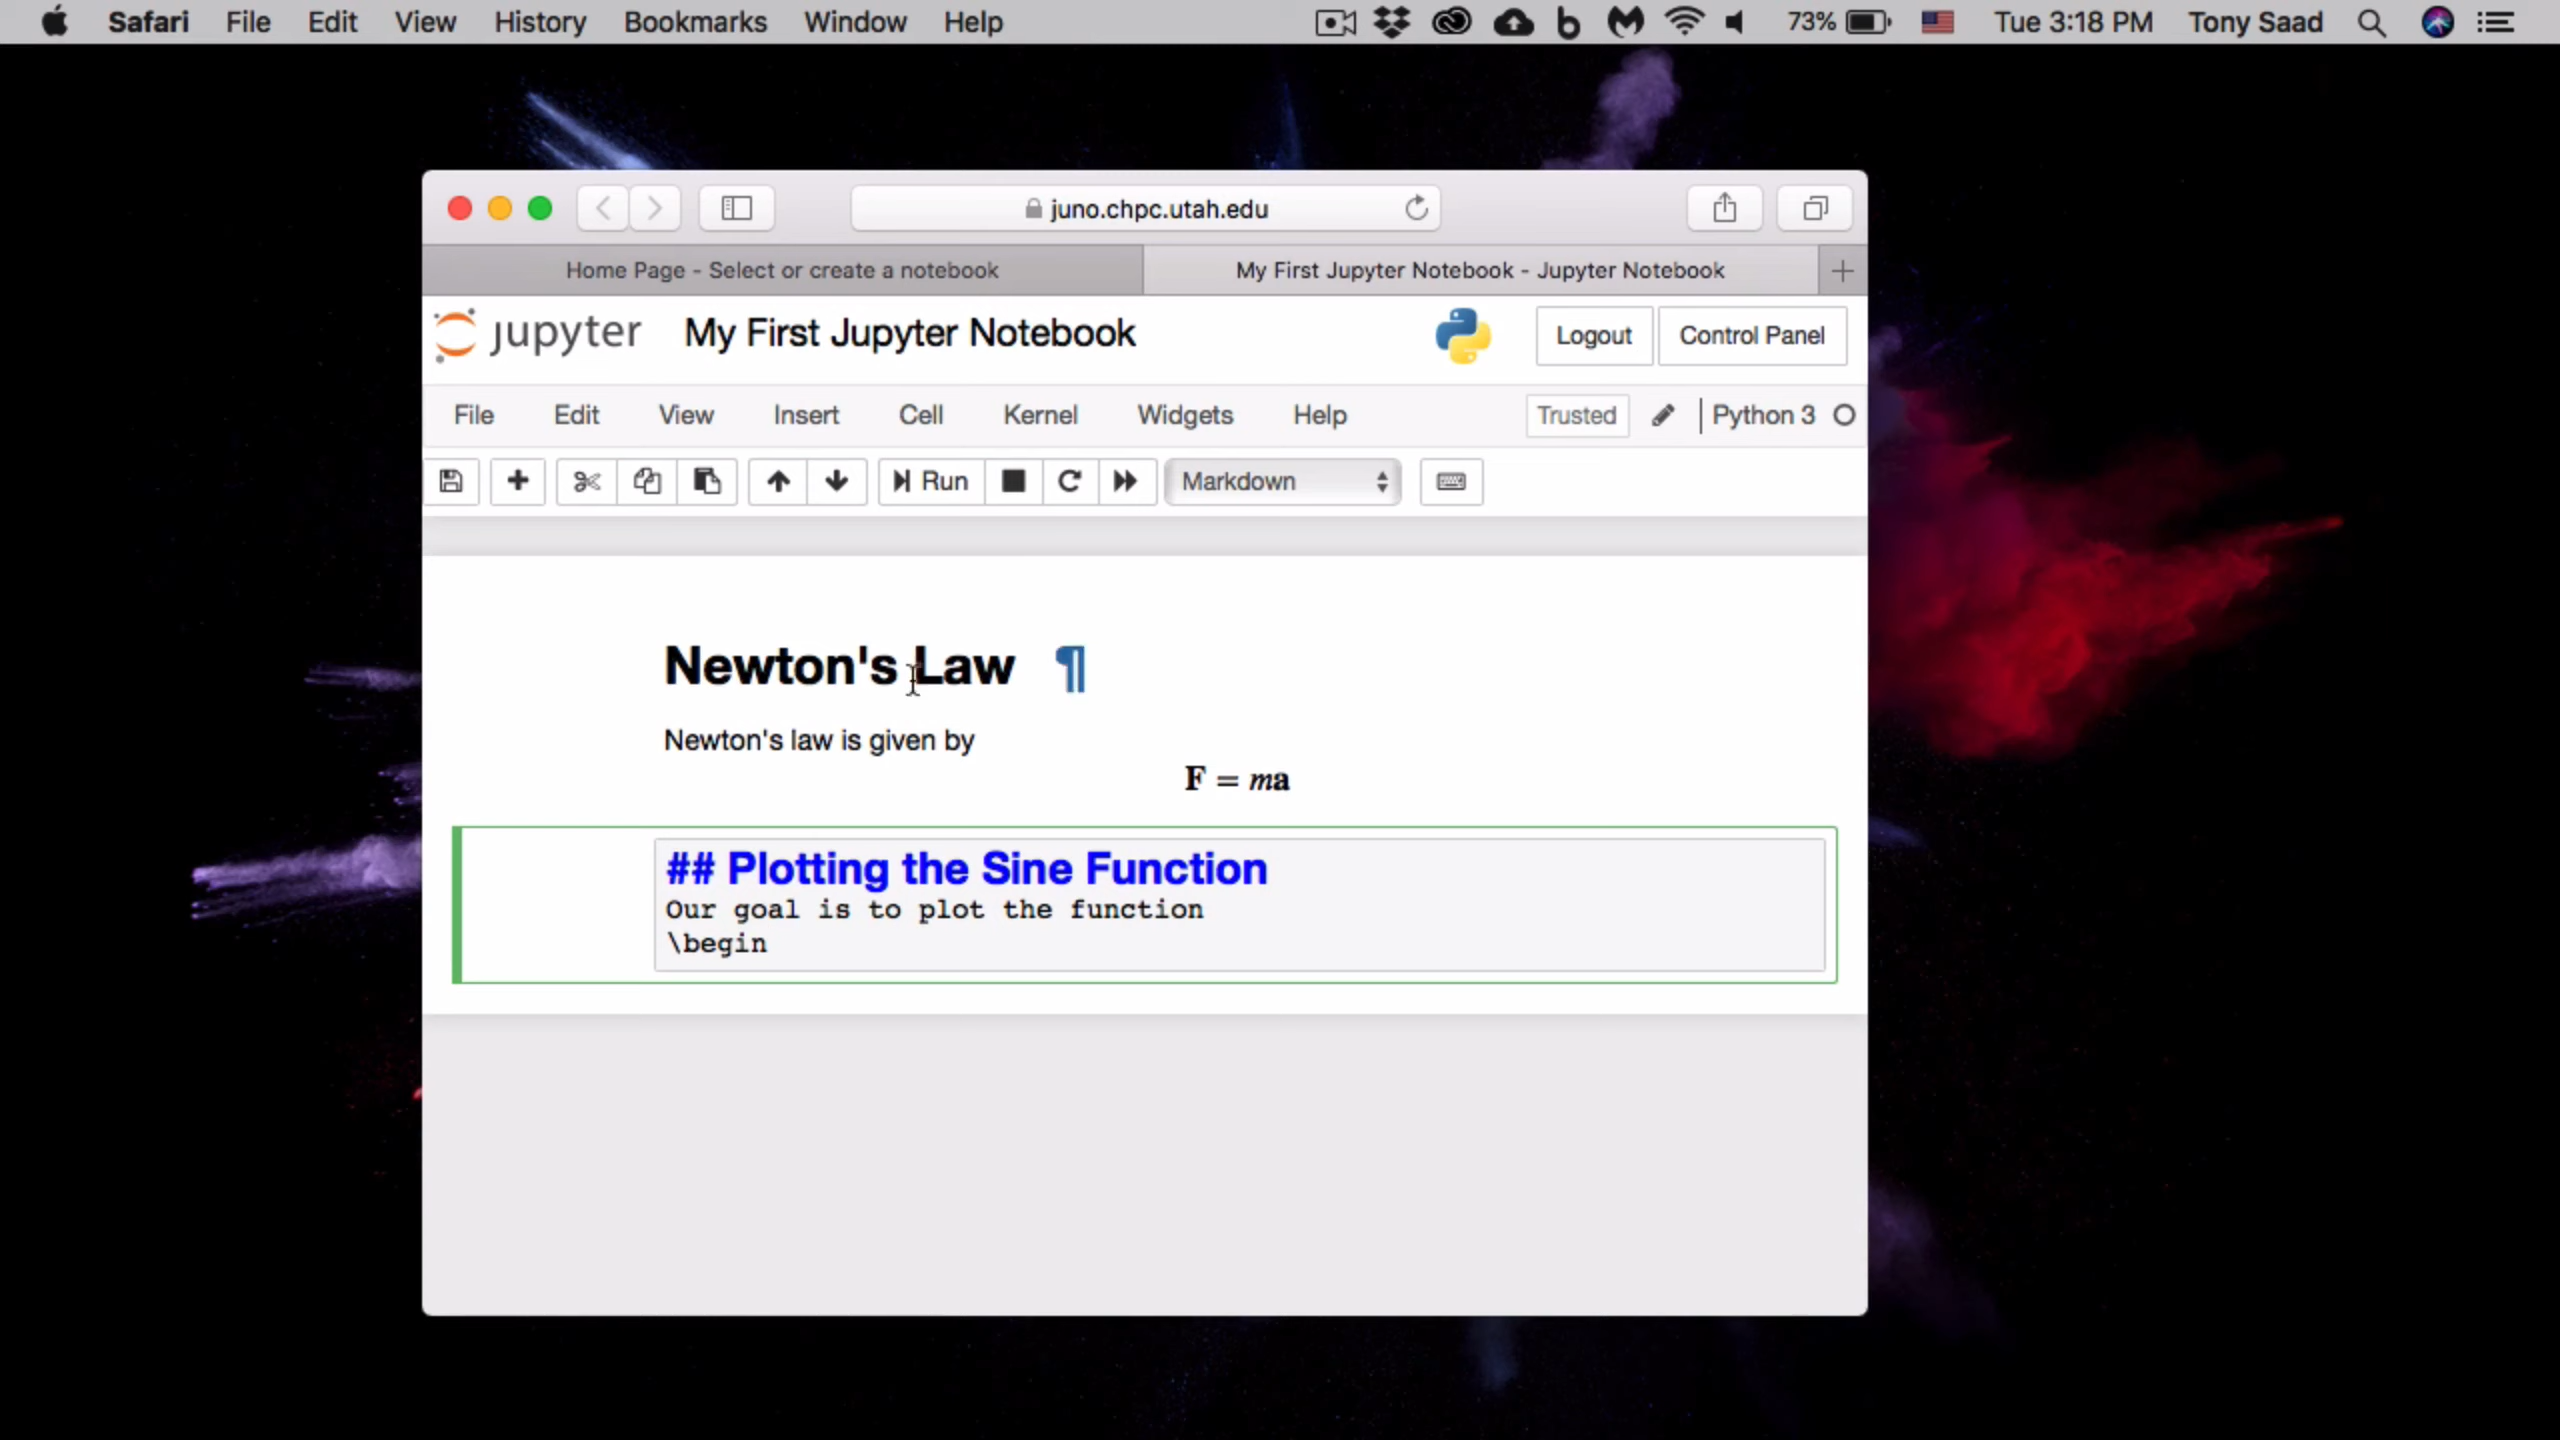 Safari File Edit View History Bookmarks Window Help 73% Tue 3:18 PM Tony Saad
juno.chpc.utah.edu
Home Page - Select or create a notebook My First Jupyter Notebook - Jupyter Notebook
jupyter My First Jupyter Notebook Logout Control Panel
File Edit View Insert Cell Kernel Widgets Help Trusted Python 3
Run Markdown
Newton's Law ¶
Newton's law is given by
F = ma
## Plotting the Sine Function
Our goal is to plot the function
\begin